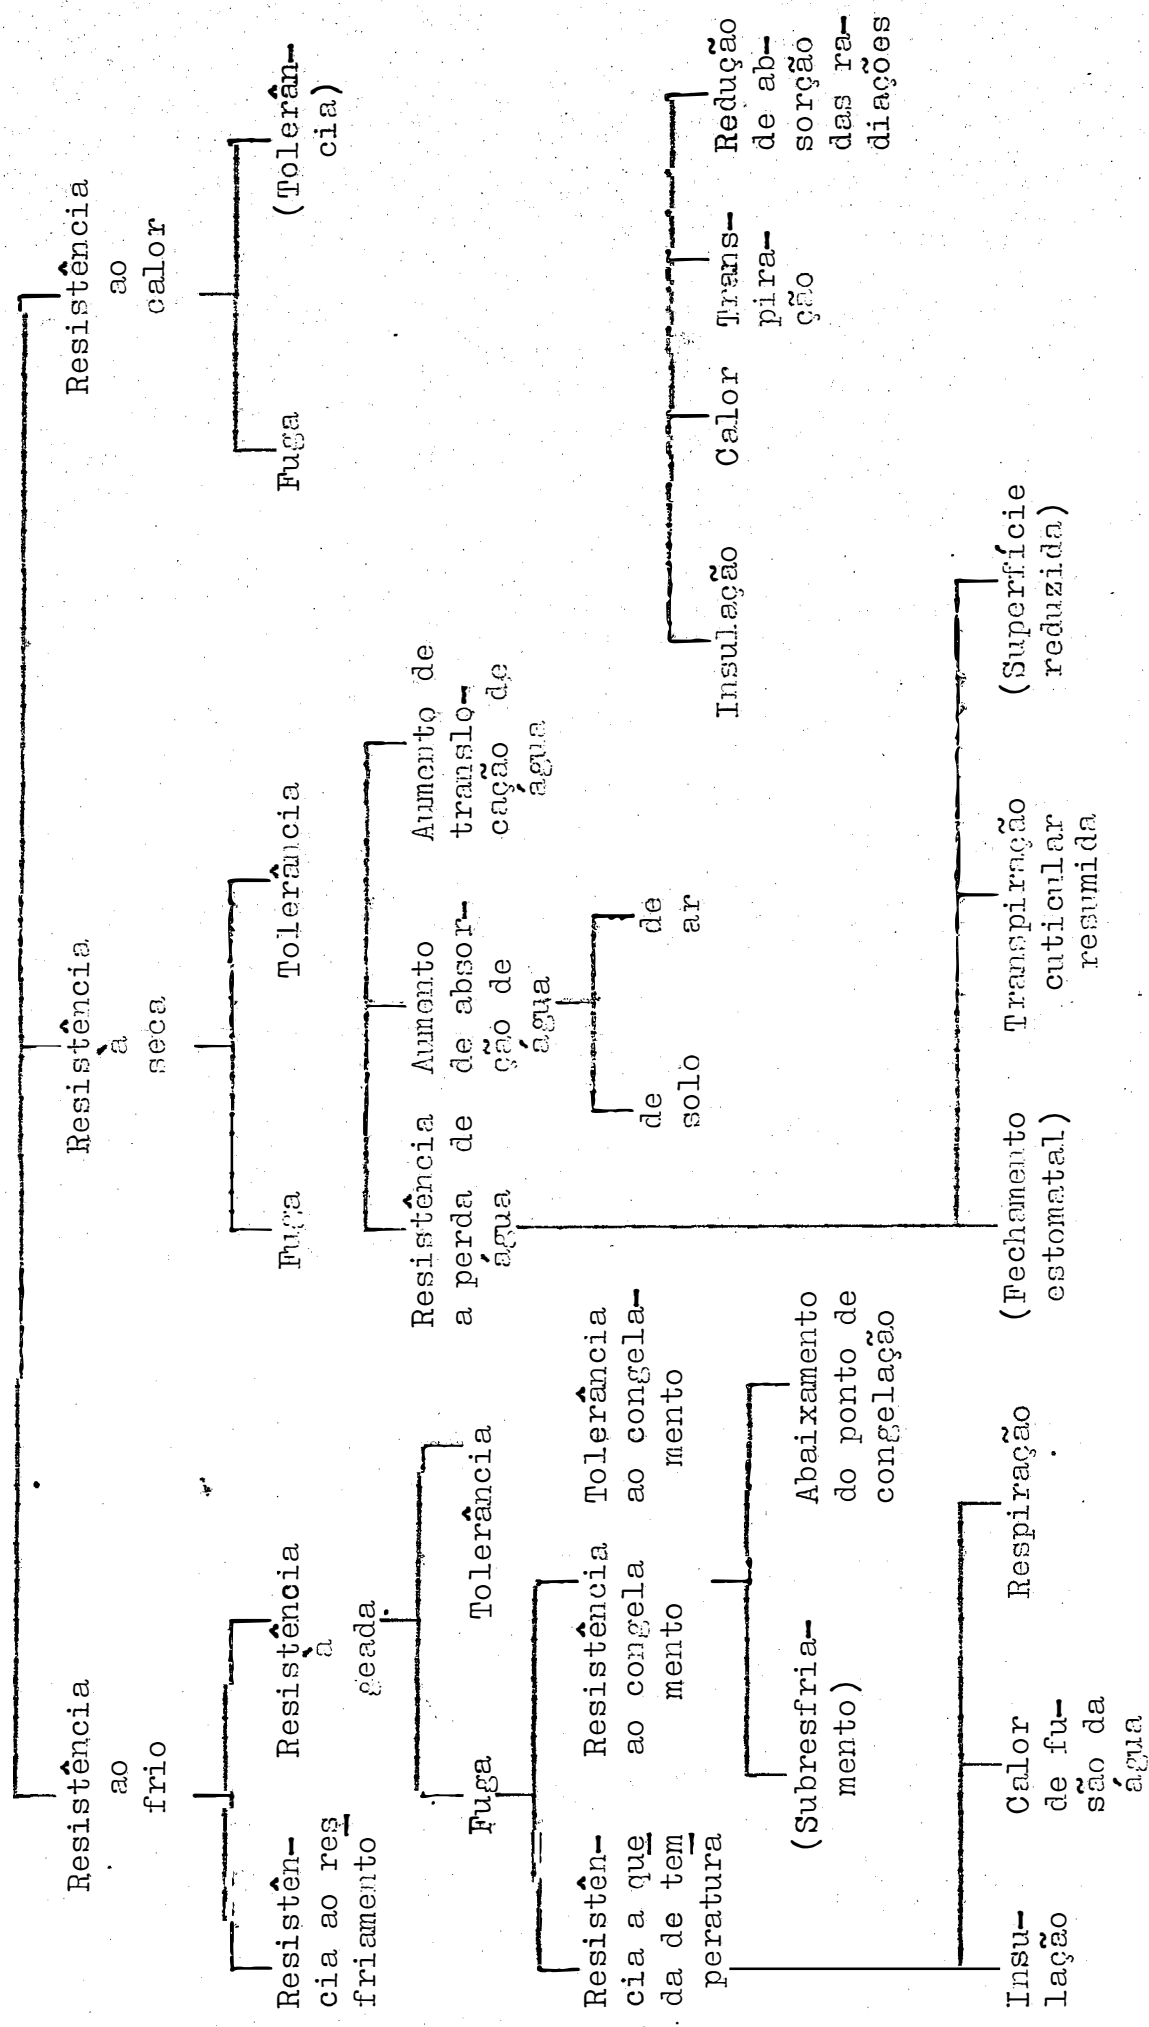 Resistência
ao
frio
Resistência
à
seca
Resistência
ao
calor
Resistên-
cia ao res
friamento
Resistência
à
geada
Fuga
Tolerância
Fuga
(Tolerân-
cia)
Fuga
Tolerância
Resistência
a perda de
água
Aumento
de absor-
ção de
água
Aumento de
translo-
cação de
água
Resistên-
cia a que
da de tem
peratura
Resistência
ao congela
mento
Tolerância
ao congela-
mento
de
solo
de
ar
Insulação
Calor
Trans-
pira-
ção
Redução
de ab-
sorção
das ra-
diações
(Subresfria-
mento)
Abaixamento
do ponto de
congelação
Insu-
lação
Calor
de fu-
são da
água
Respiração
(Fechamento
estomatal)
Transpiração
cuticular
resumida
(Superfície
reduzida)